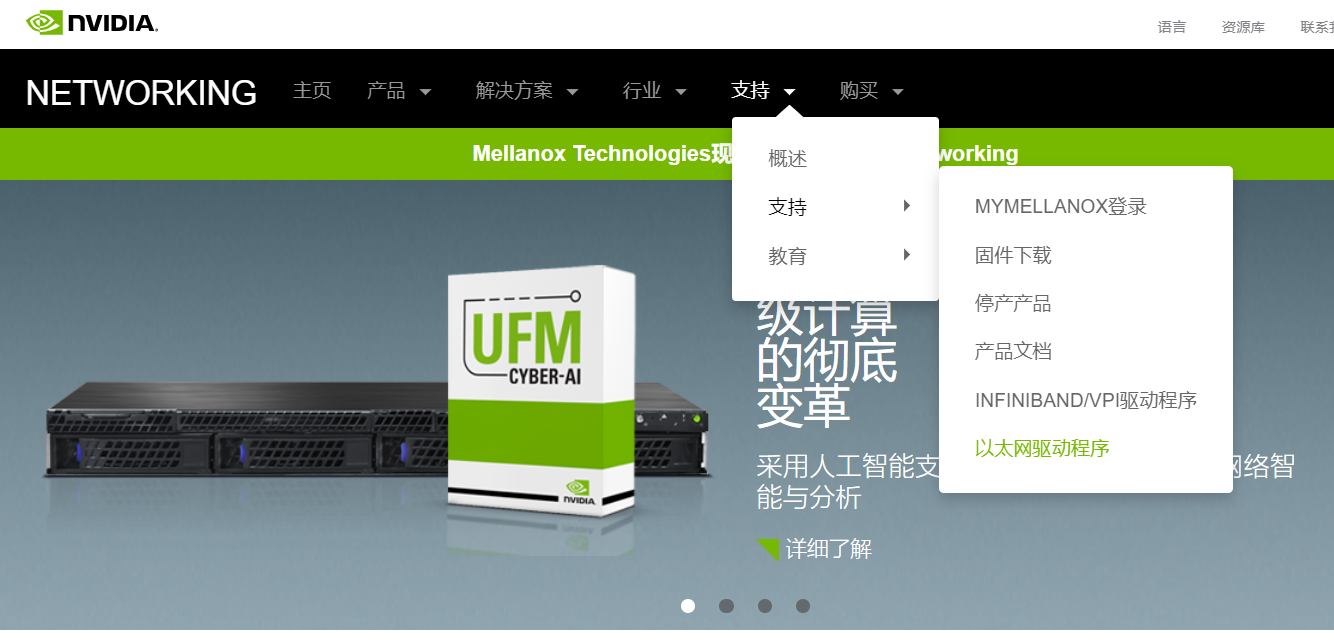 NVIDIA.
语言 资源库 联系
NETWORKING 主页 产品 解决方案 行业 支持 购买
Mellanox Technologies现 working
概述
支持
教育
MYMELLANOX登录
固件下载
停产产品
产品文档
INFINIBAND/VPI驱动程序
以太网驱动程序
UFM
CYBER-AI
NVIDIA.
级计算
的彻底
变革
采用人工智能支 网络智
能与分析
详细了解